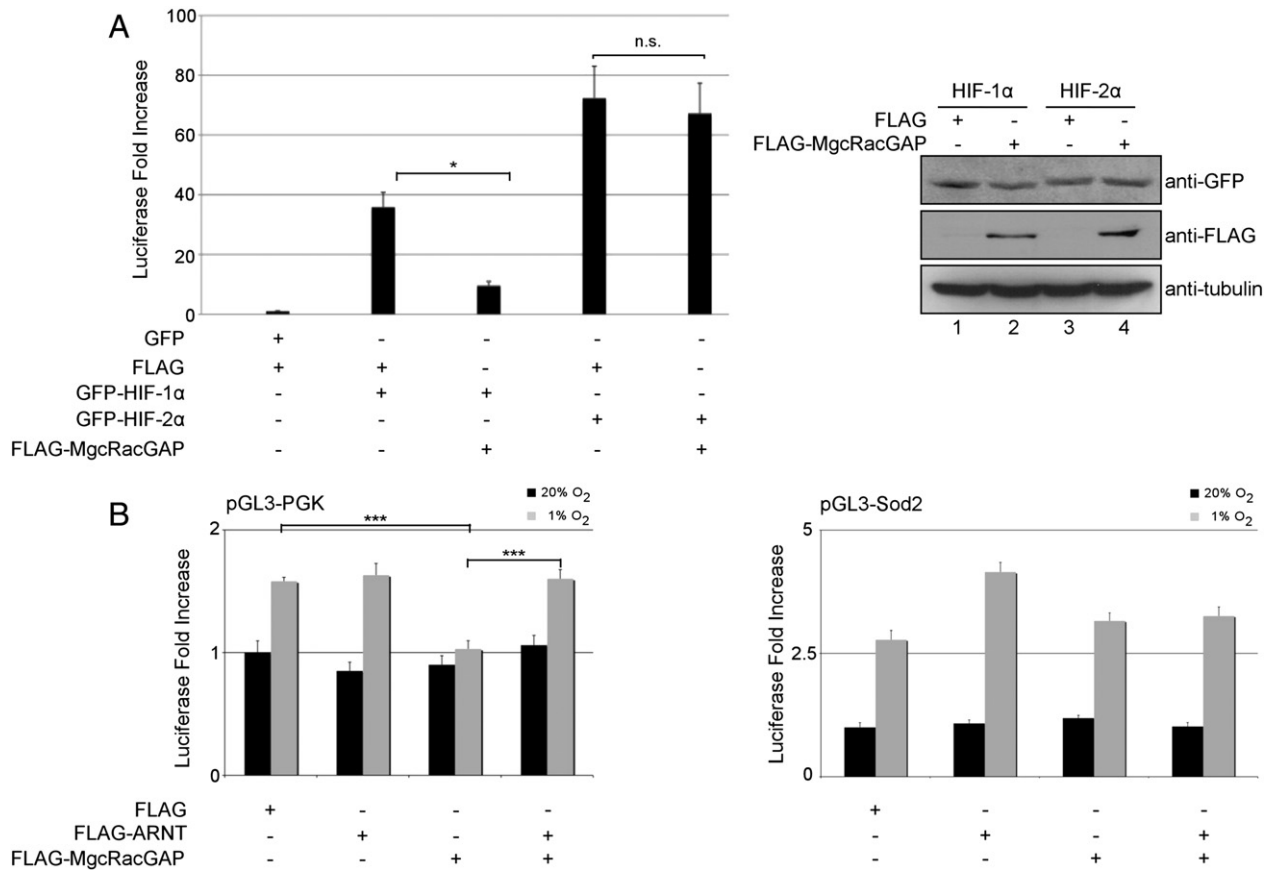 A
Luciferase Fold Increase
100
80
60
40
20
0
*
n.s.
GFP + - - - -
FLAG + + - + -
GFP-HIF-1α - + + - -
GFP-HIF-2α - - - + +
FLAG-MgcRacGAP - - + - +
HIF-1α HIF-2α
FLAG + - + -
FLAG-MgcRacGAP - + - +
anti-GFP
anti-FLAG
anti-tubulin
1 2 3 4
B
pGL3-PGK
20% O₂
1% O₂
Luciferase Fold Increase
2
1
0
***
***
FLAG + - - -
FLAG-ARNT - + - +
FLAG-MgcRacGAP - - + +
pGL3-Sod2
20% O₂
1% O₂
Luciferase Fold Increase
5
2.5
0
+ - - -
- + - +
- - + +